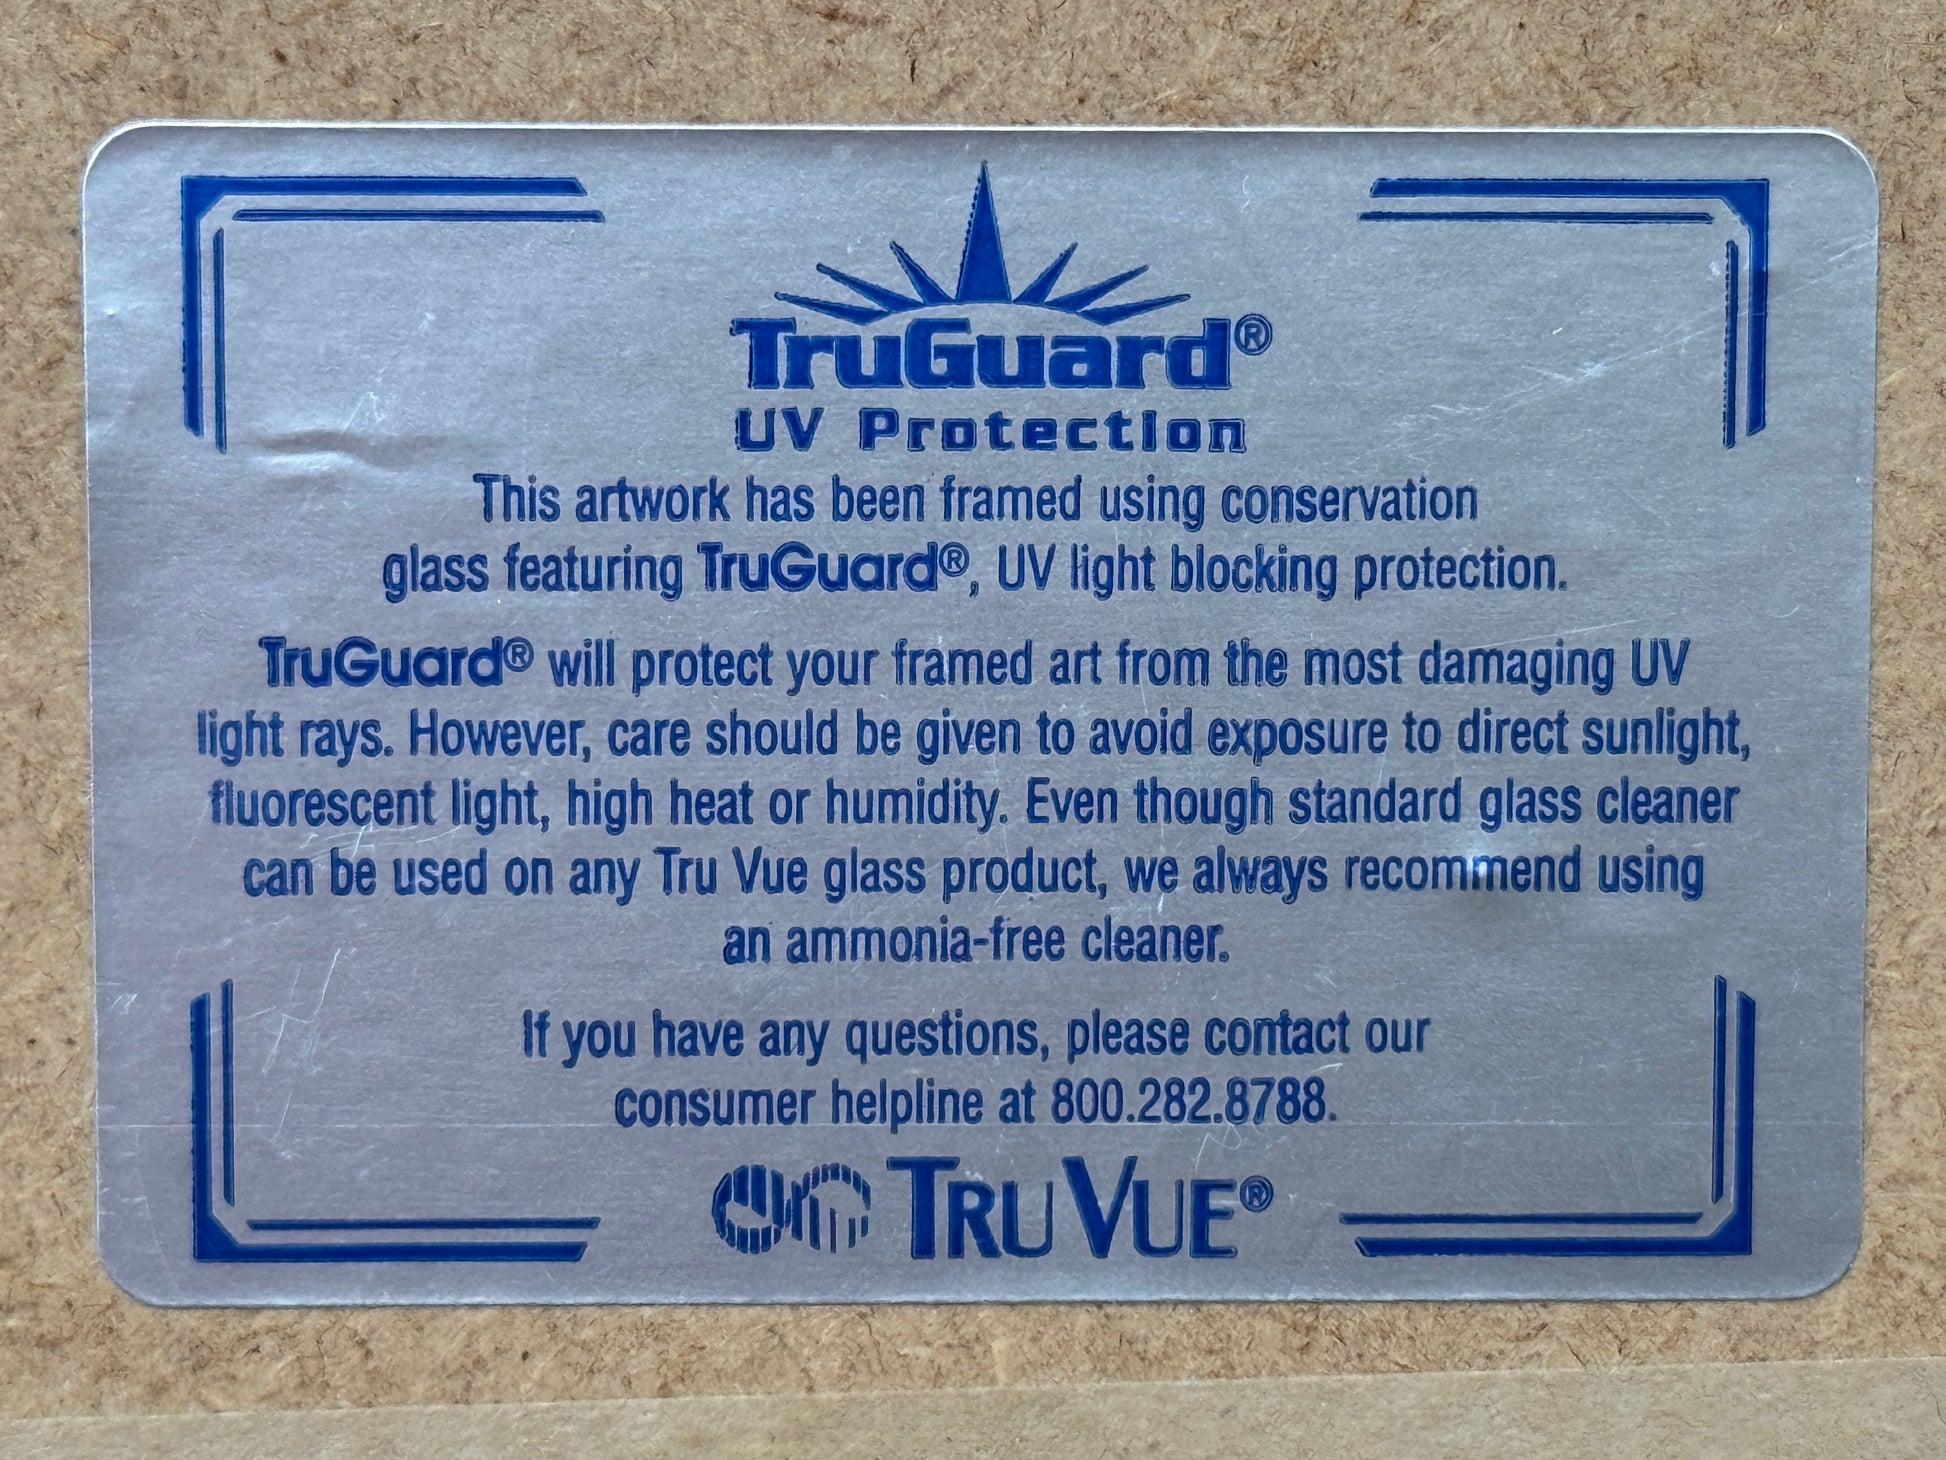 TruGuard®
UV Protection
This artwork has been framed using conservation
glass featuring TruGuard®, UV light blocking protection.
TruGuard® will protect your framed art from the most damaging UV
light rays. However, care should be given to avoid exposure to direct sunlight,
fluorescent light, high heat or humidity. Even though standard glass cleaner
can be used on any Tru Vue glass product, we always recommend using
an ammonia-free cleaner.
If you have any questions, please contact our
consumer helpline at 800.282.8788.
TRU VUE®